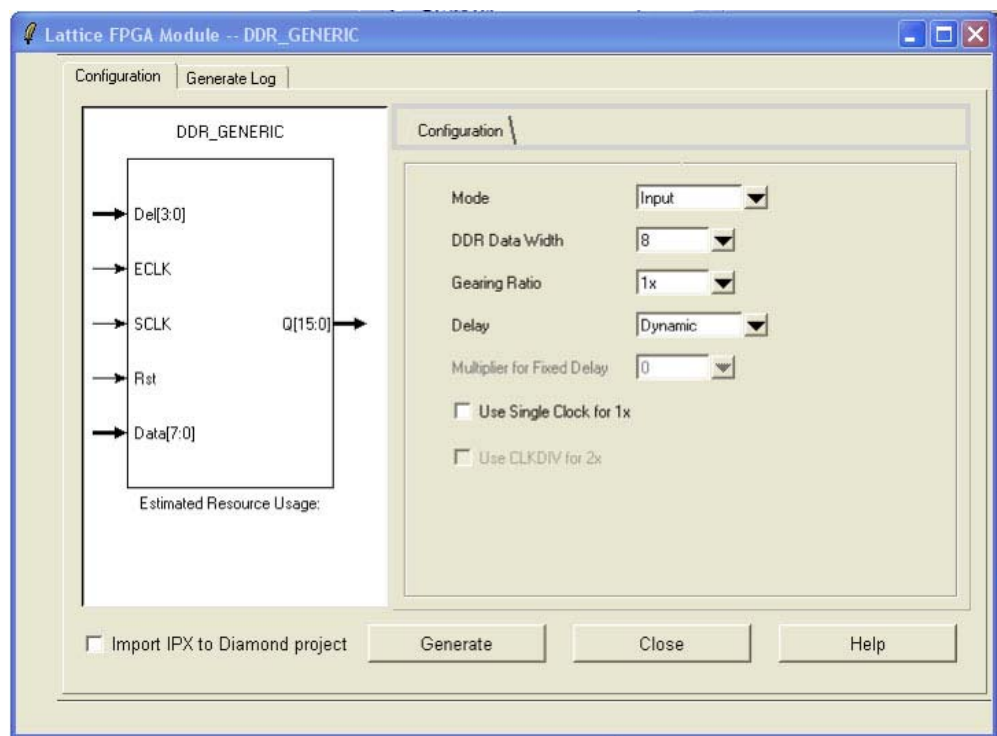 Lattice FPGA Module -- DDR_GENERIC
Configuration
Generate Log
DDR_GENERIC
Del[3:0]
ECLK
SCLK
Q[15:0]
Rst
Data[7:0]
Estimated Resource Usage:
Configuration
Mode
Input
DDR Data Width
8
Gearing Ratio
1x
Delay
Dynamic
Multiplier for Fixed Delay
0
Use Single Clock for 1x
Use CLKDIV for 2x
Import IPX to Diamond project
Generate
Close
Help